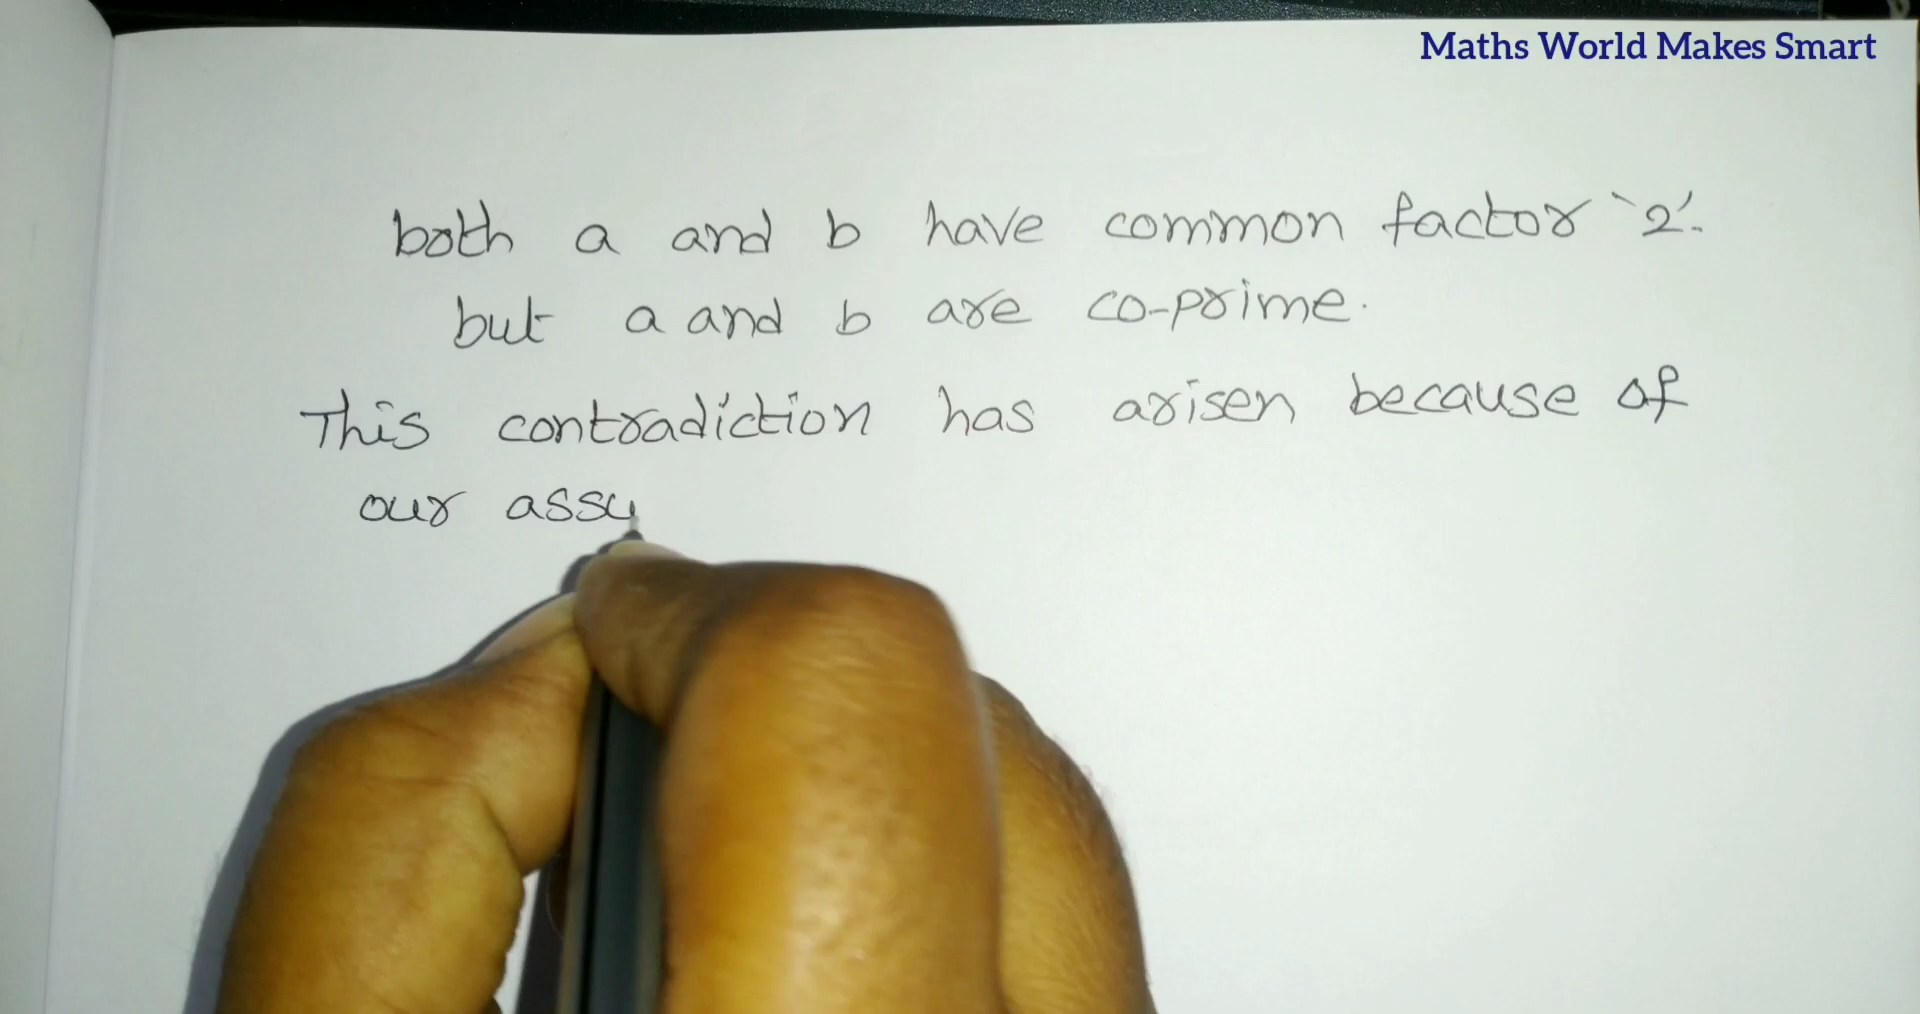 Maths World Makes Smart
both a and b have common factor `2'.
but a and b are co-prime.
This contradiction has arisen because of
our assu